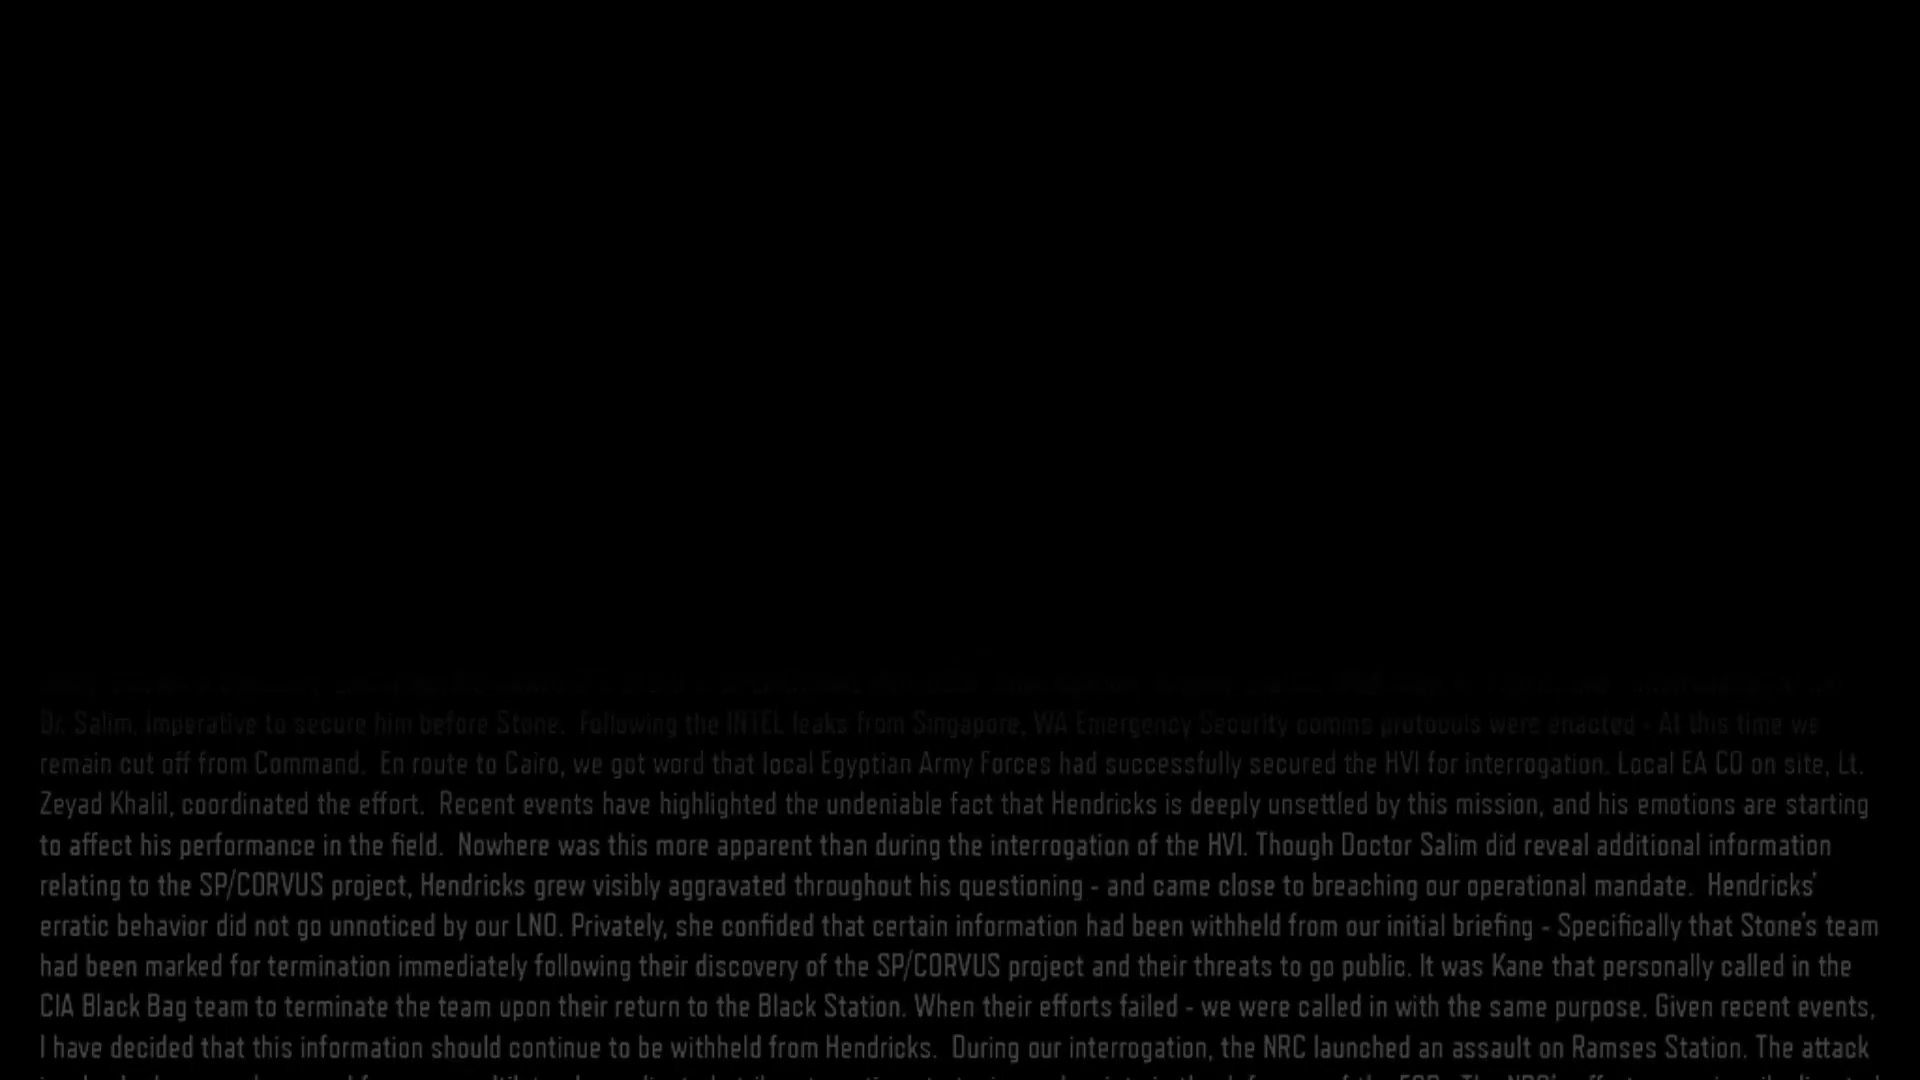 Dr. Salim, imperative to secure him before Stone.  Following the INTEL leaks from Singapore, WA Emergency Security comms protocols were enacted - At this time we
remain cut off from Command.  En route to Cairo, we got word that local Egyptian Army Forces had successfully secured the HVI for interrogation. Local EA CO on site, Lt.
Zeyad Khalil, coordinated the effort.  Recent events have highlighted the undeniable fact that Hendricks is deeply unsettled by this mission, and his emotions are starting
to affect his performance in the field.  Nowhere was this more apparent than during the interrogation of the HVI. Though Doctor Salim did reveal additional information
relating to the SP/CORVUS project, Hendricks grew visibly aggravated throughout his questioning - and came close to breaching our operational mandate.  Hendricks'
erratic behavior did not go unnoticed by our LNO. Privately, she confided that certain information had been withheld from our initial briefing - Specifically that Stone's team
had been marked for termination immediately following their discovery of the SP/CORVUS project and their threats to go public. It was Kane that personally called in the
CIA Black Bag team to terminate the team upon their return to the Black Station. When their efforts failed - we were called in with the same purpose. Given recent events,
I have decided that this information should continue to be withheld from Hendricks.  During our interrogation, the NRC launched an assault on Ramses Station. The attack